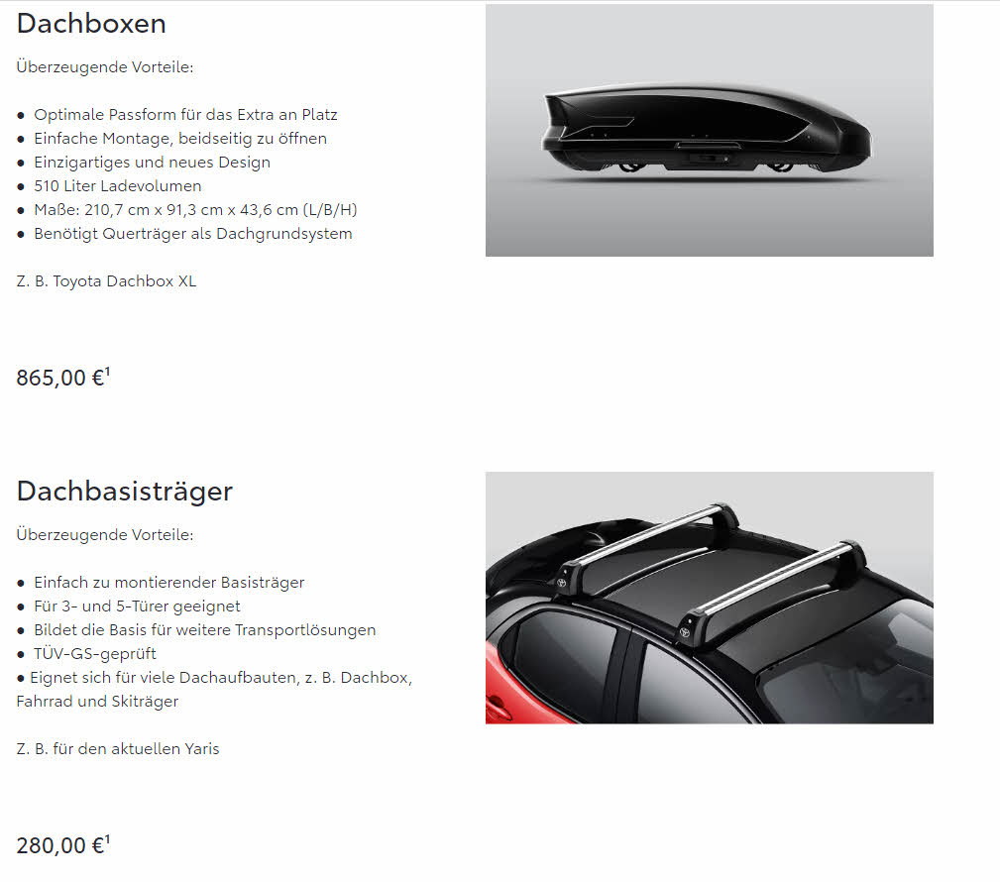 Dachboxen
Überzeugende Vorteile:
● Optimale Passform für das Extra an Platz
● Einfache Montage, beidseitig zu öffnen
● Einzigartiges und neues Design
● 510 Liter Ladevolumen
● Maße: 210,7 cm x 91,3 cm x 43,6 cm (L/B/H)
● Benötigt Querträger als Dachgrundsystem
Z. B. Toyota Dachbox XL
865,00 €¹
Dachbasisträger
Überzeugende Vorteile:
● Einfach zu montierender Basisträger
● Für 3- und 5-Türer geeignet
● Bildet die Basis für weitere Transportlösungen
● TÜV-GS-geprüft
● Eignet sich für viele Dachaufbauten, z. B. Dachbox,
Fahrrad und Skiträger
Z. B. für den aktuellen Yaris
280,00 €¹